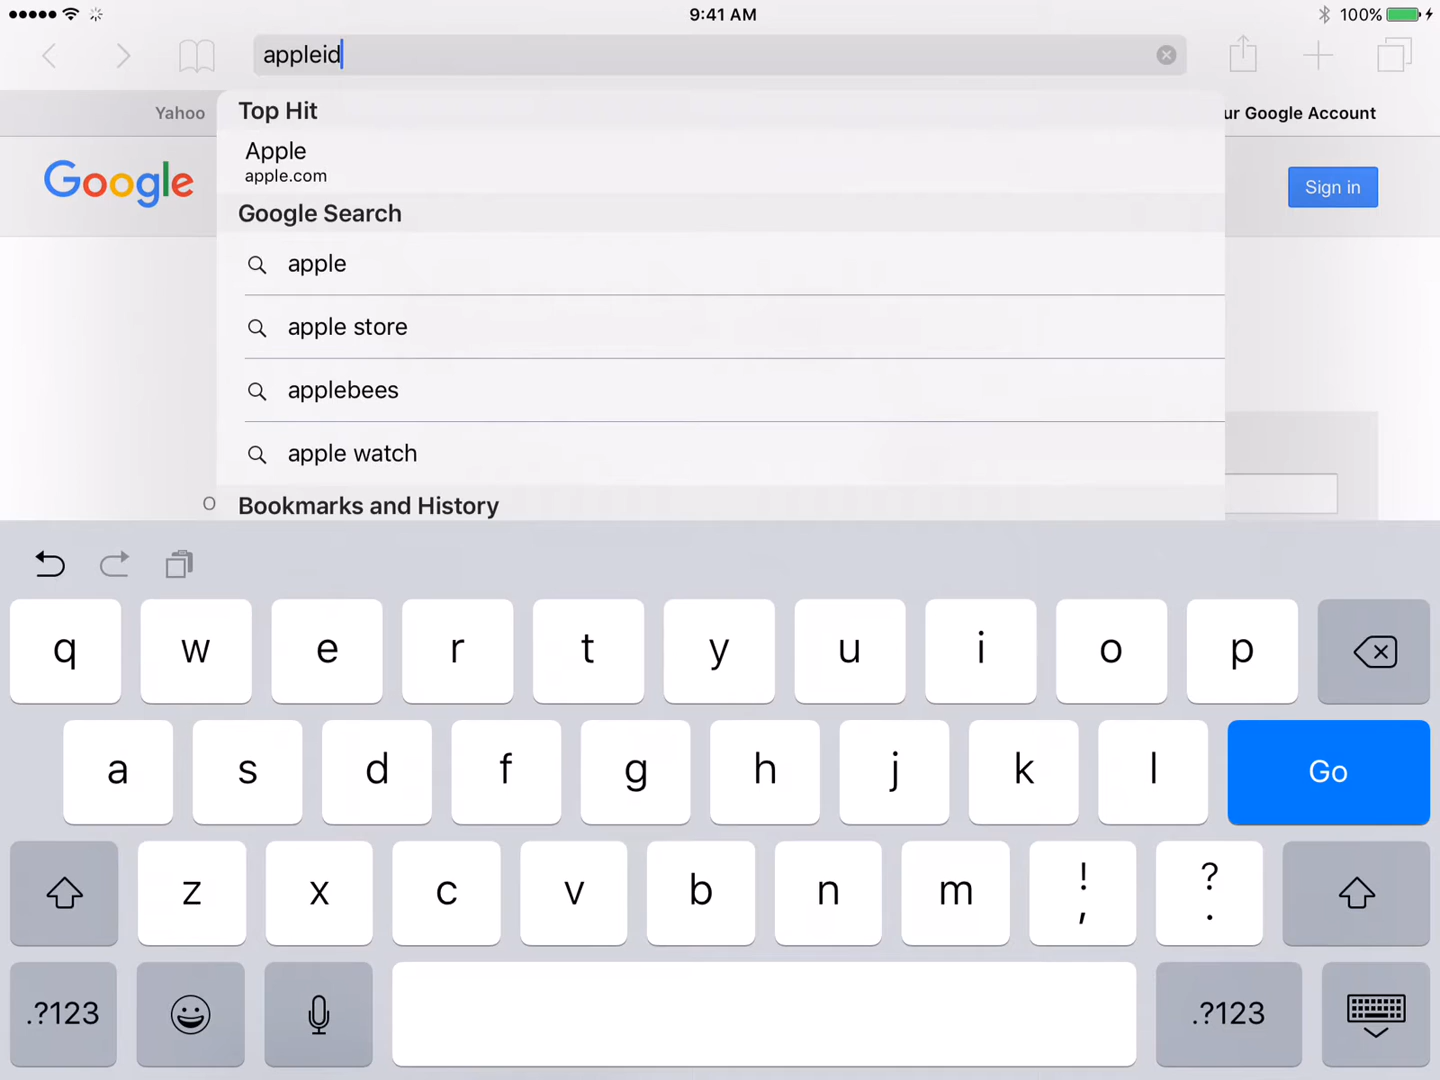 9:41 AM
100%
appleid
Yahoo
ur Google Account
Top Hit
Apple
apple.com
Google
Sign in
Google Search
apple
apple store
applebees
apple watch
O
Bookmarks and History
q w e r t y u i o p
a s d f g h j k l Go
z x c v b n m ! , ? .
.?123 .?123